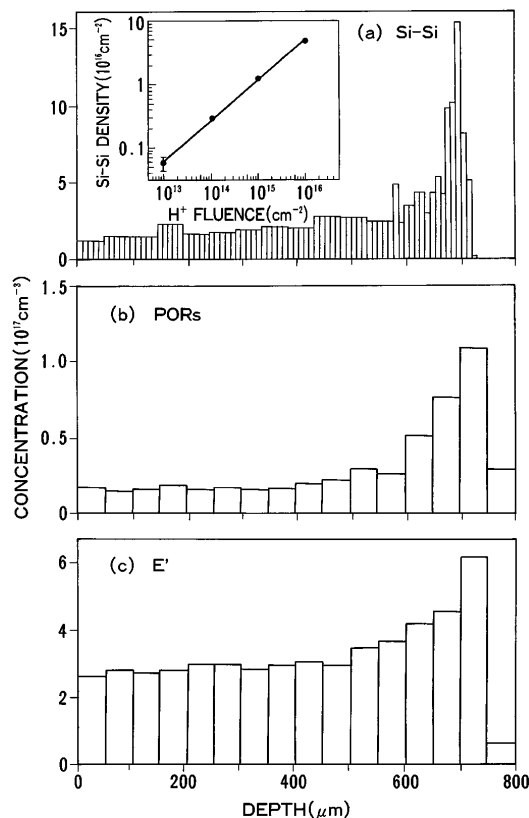 (a) Si-Si
15
10
5
0
Si-Si DENSITY(10¹⁶cm⁻²)
10
1
0.1
10¹³ 10¹⁴ 10¹⁵ 10¹⁶
H⁺ FLUENCE(cm⁻²)
CONCENTRATION(10¹⁷cm⁻³)
(b) PORs
1.5
1.0
0.5
0
(c) E'
6
4
2
0
0 200 400 600 800
DEPTH(μm)